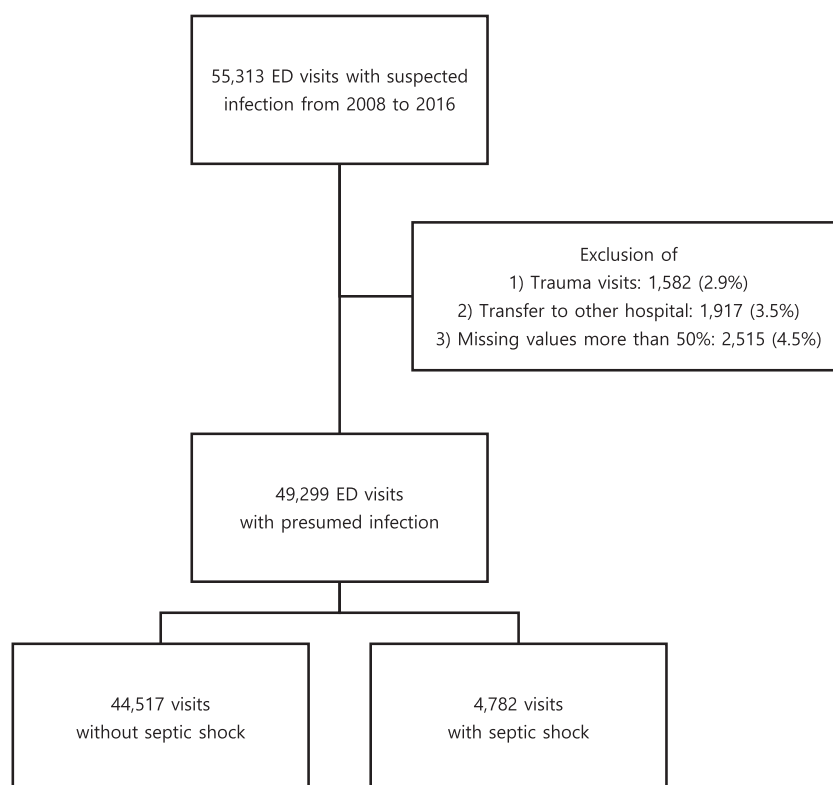 55,313 ED visits with suspected
infection from 2008 to 2016
Exclusion of
1) Trauma visits: 1,582 (2.9%)
2) Transfer to other hospital: 1,917 (3.5%)
3) Missing values more than 50%: 2,515 (4.5%)
49,299 ED visits
with presumed infection
44,517 visits
without septic shock
4,782 visits
with septic shock